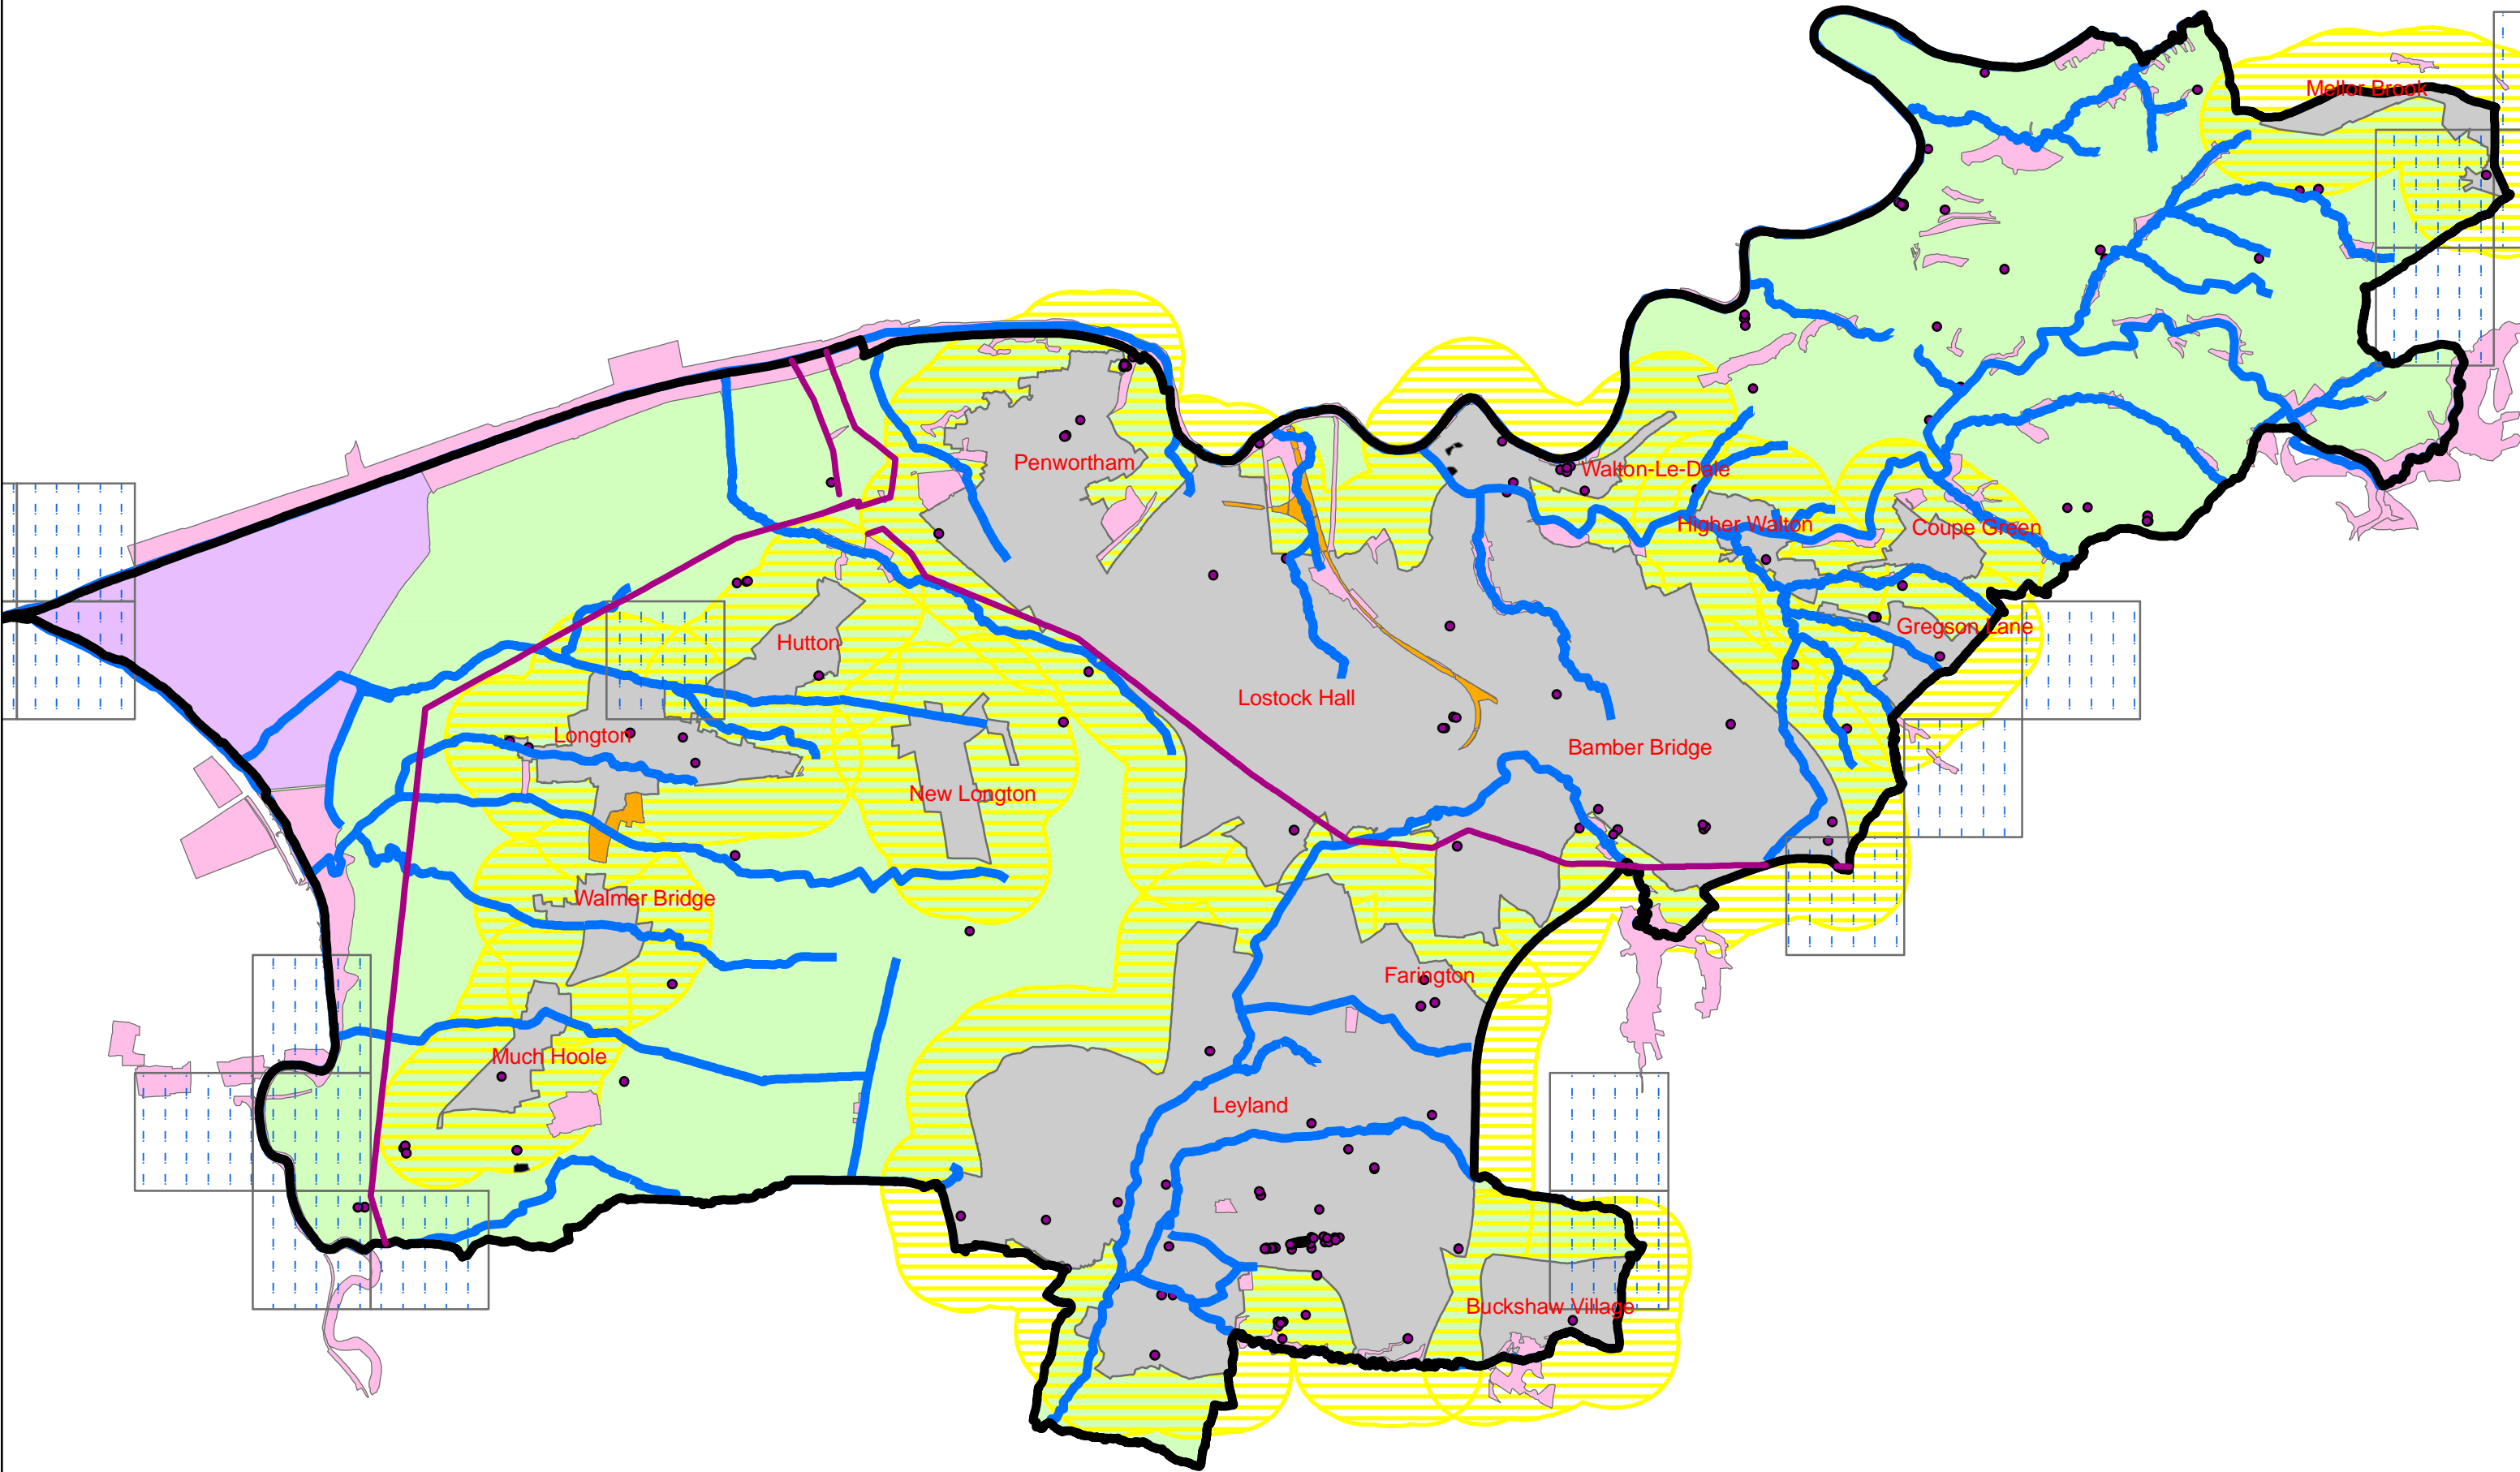 Mellor Brook
Penwortham
Walton-Le-Dale
Higher Walton
Coupe Green
Gregson Lane
Hutton
Lostock Hall
Longton
Bamber Bridge
New Longton
Walmer Bridge
Farington
Much Hoole
Leyland
Buckshaw Village